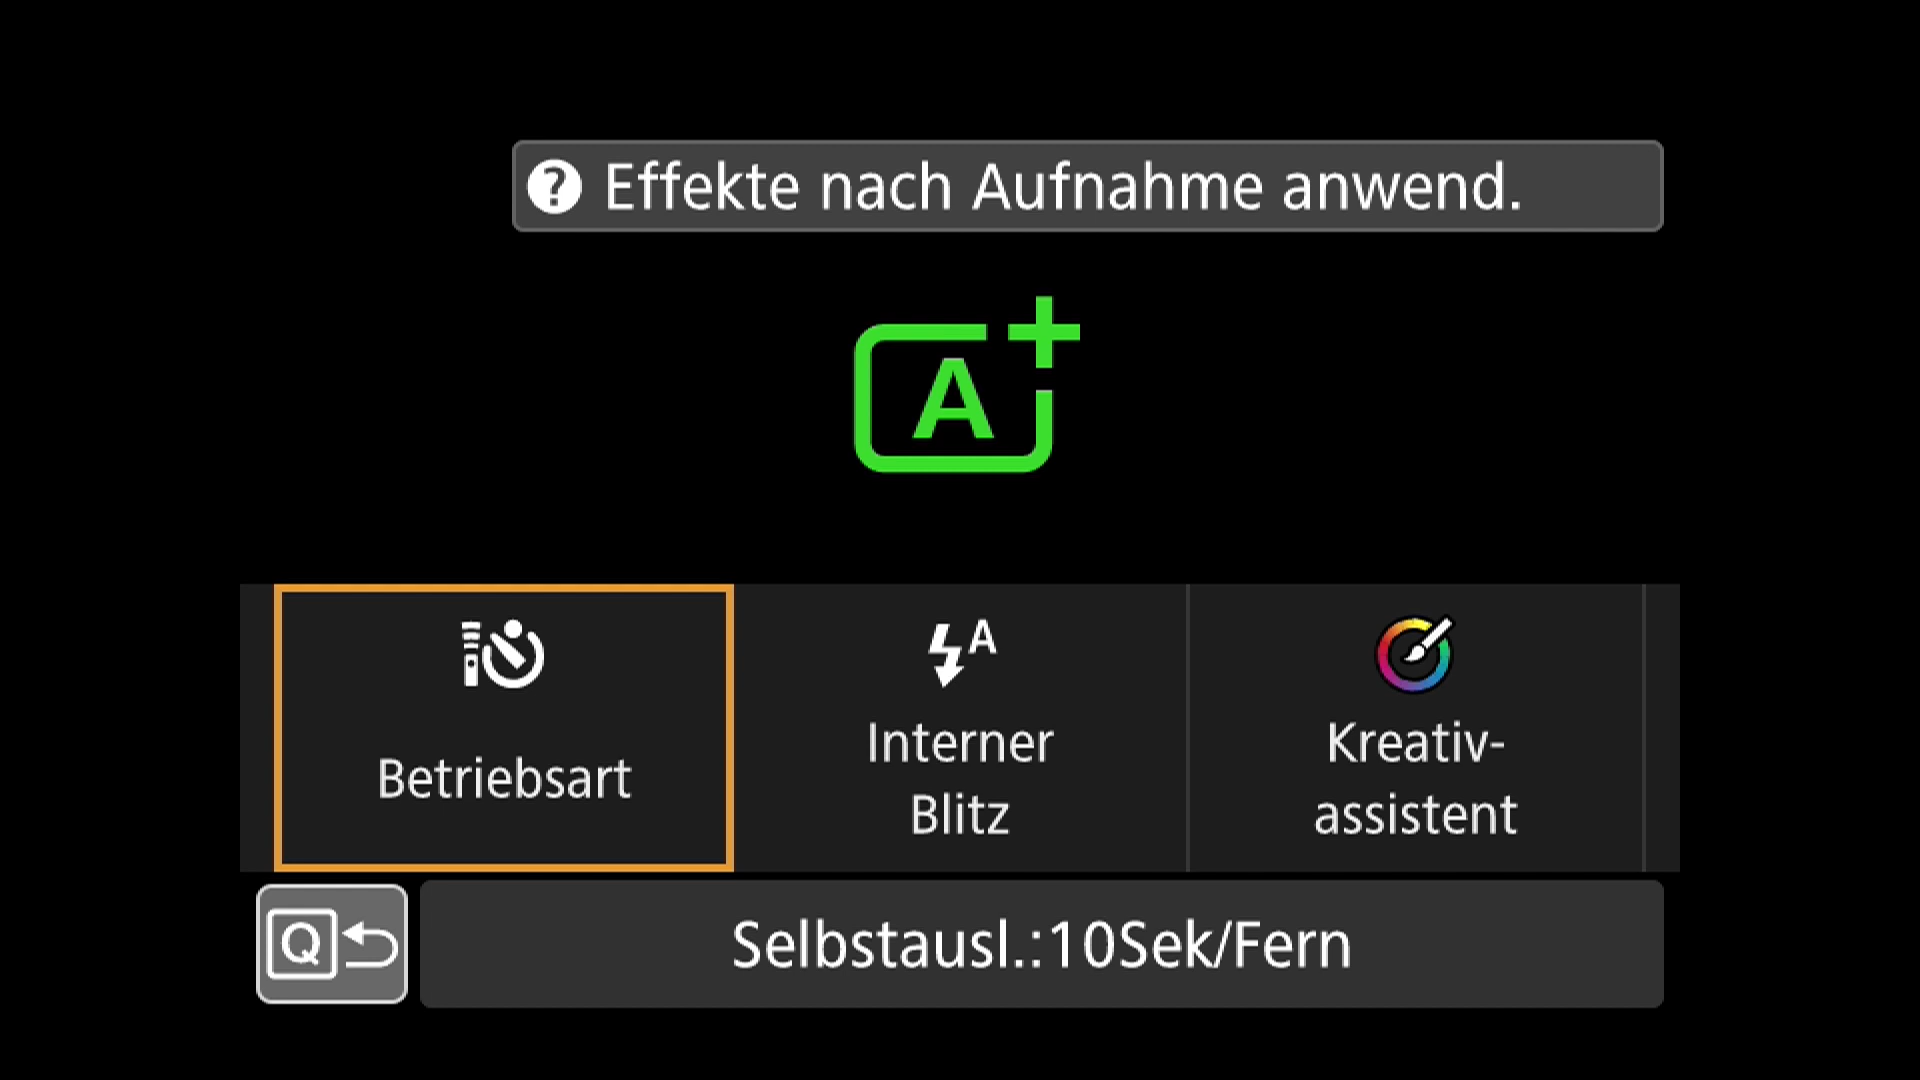 ? Effekte nach Aufnahme anwend.
A+
A
Betriebsart
Interner
Blitz
Kreativ-
assistent
Q
Selbstausl.:10Sek/Fern